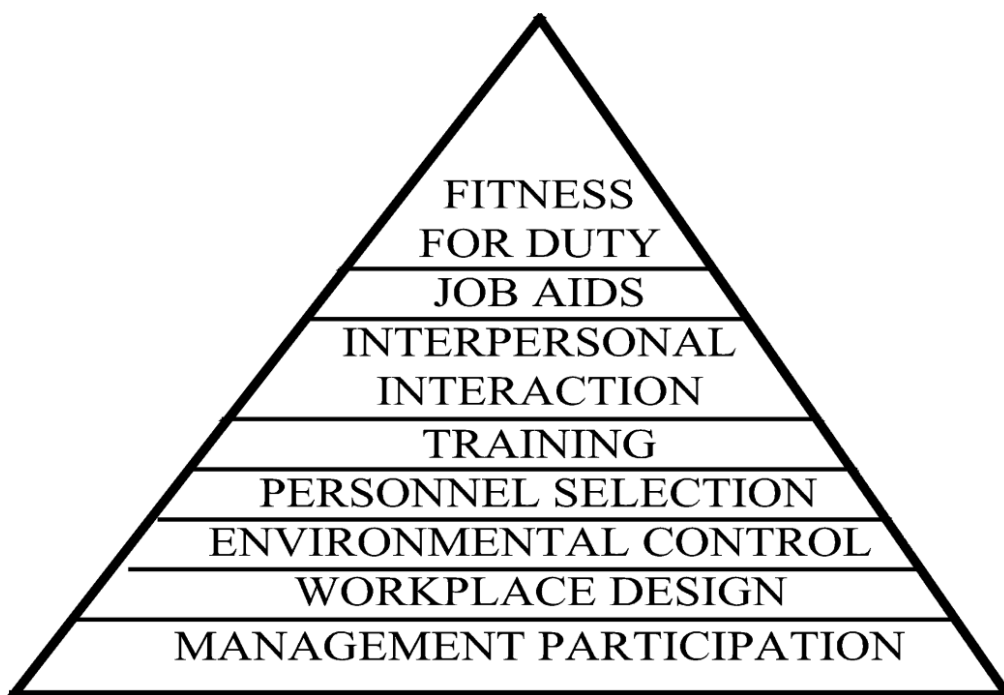 FITNESS
FOR DUTY
JOB AIDS
INTERPERSONAL
INTERACTION
TRAINING
PERSONNEL SELECTION
ENVIRONMENTAL CONTROL
WORKPLACE DESIGN
MANAGEMENT PARTICIPATION